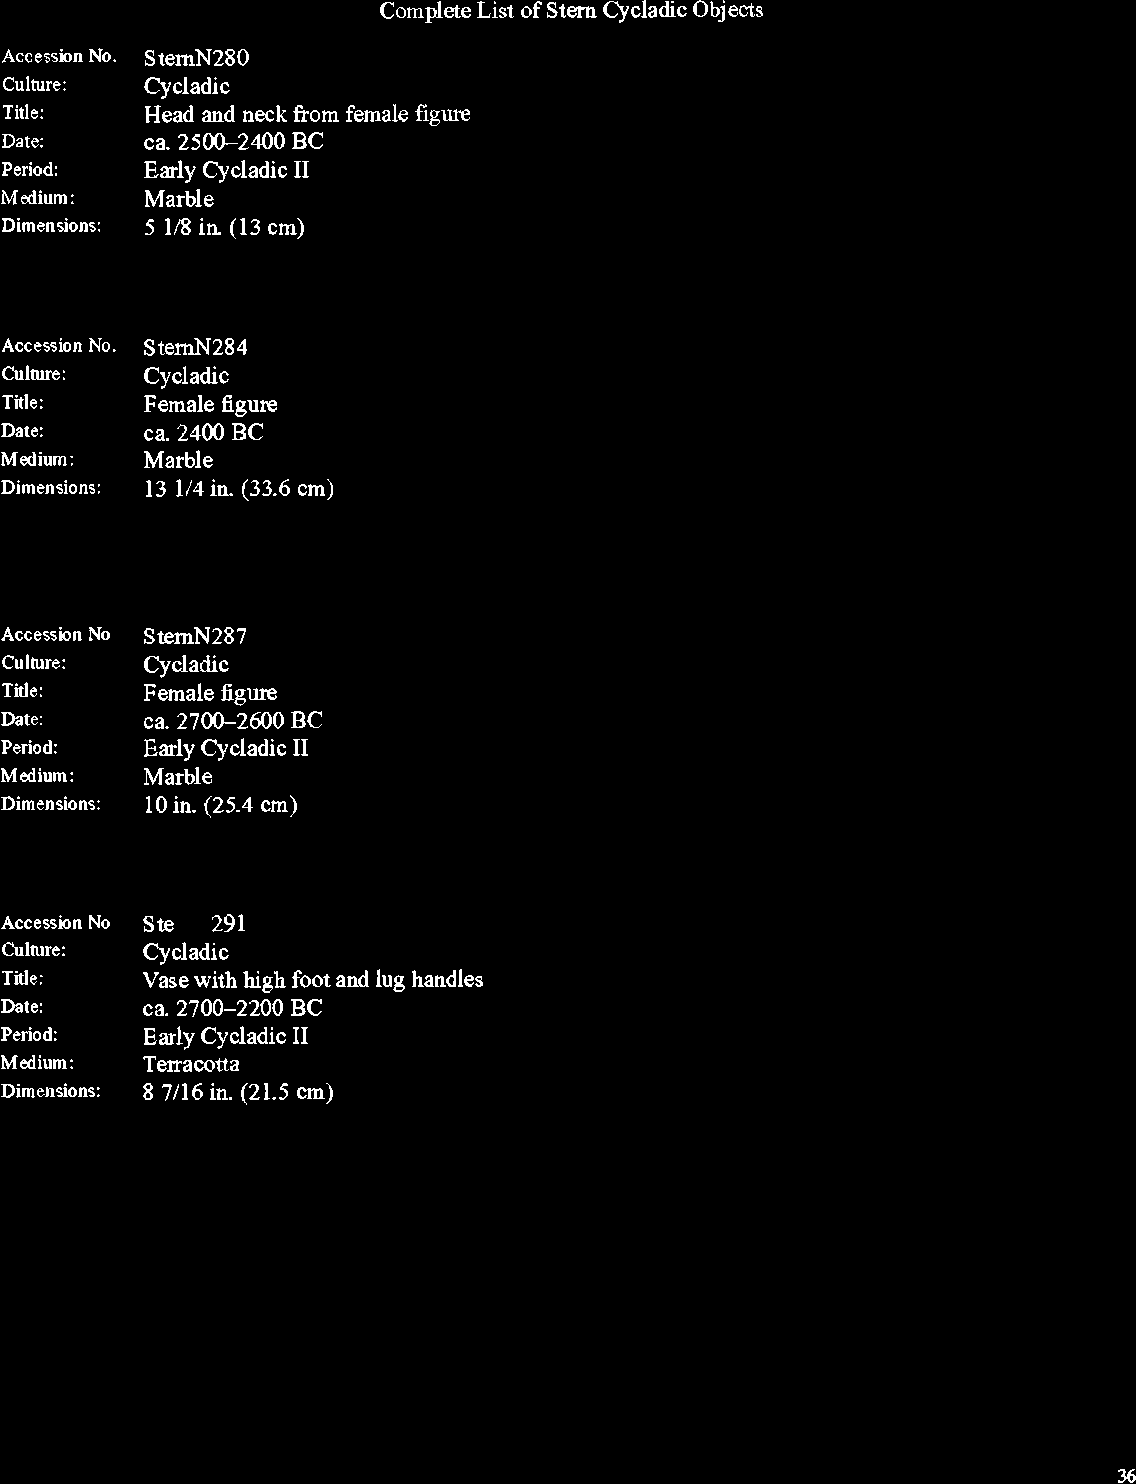 Complete List of Stern Cycladic Objects
Accession No. SternN280
Culture: Cycladic
Title: Head and neck from female figure
Date: ca. 2500–2400 BC
Period: Early Cycladic II
Medium: Marble
Dimensions: 5 1/8 in. (13 cm)
Accession No. SternN284
Culture: Cycladic
Title: Female figure
Date: ca. 2400 BC
Medium: Marble
Dimensions: 13 1/4 in. (33.6 cm)
Accession No SternN287
Culture: Cycladic
Title: Female figure
Date: ca. 2700–2600 BC
Period: Early Cycladic II
Medium: Marble
Dimensions: 10 in. (25.4 cm)
Accession No Ste 291
Culture: Cycladic
Title: Vase with high foot and lug handles
Date: ca. 2700–2200 BC
Period: Early Cycladic II
Medium: Terracotta
Dimensions: 8 7/16 in. (21.5 cm)
36